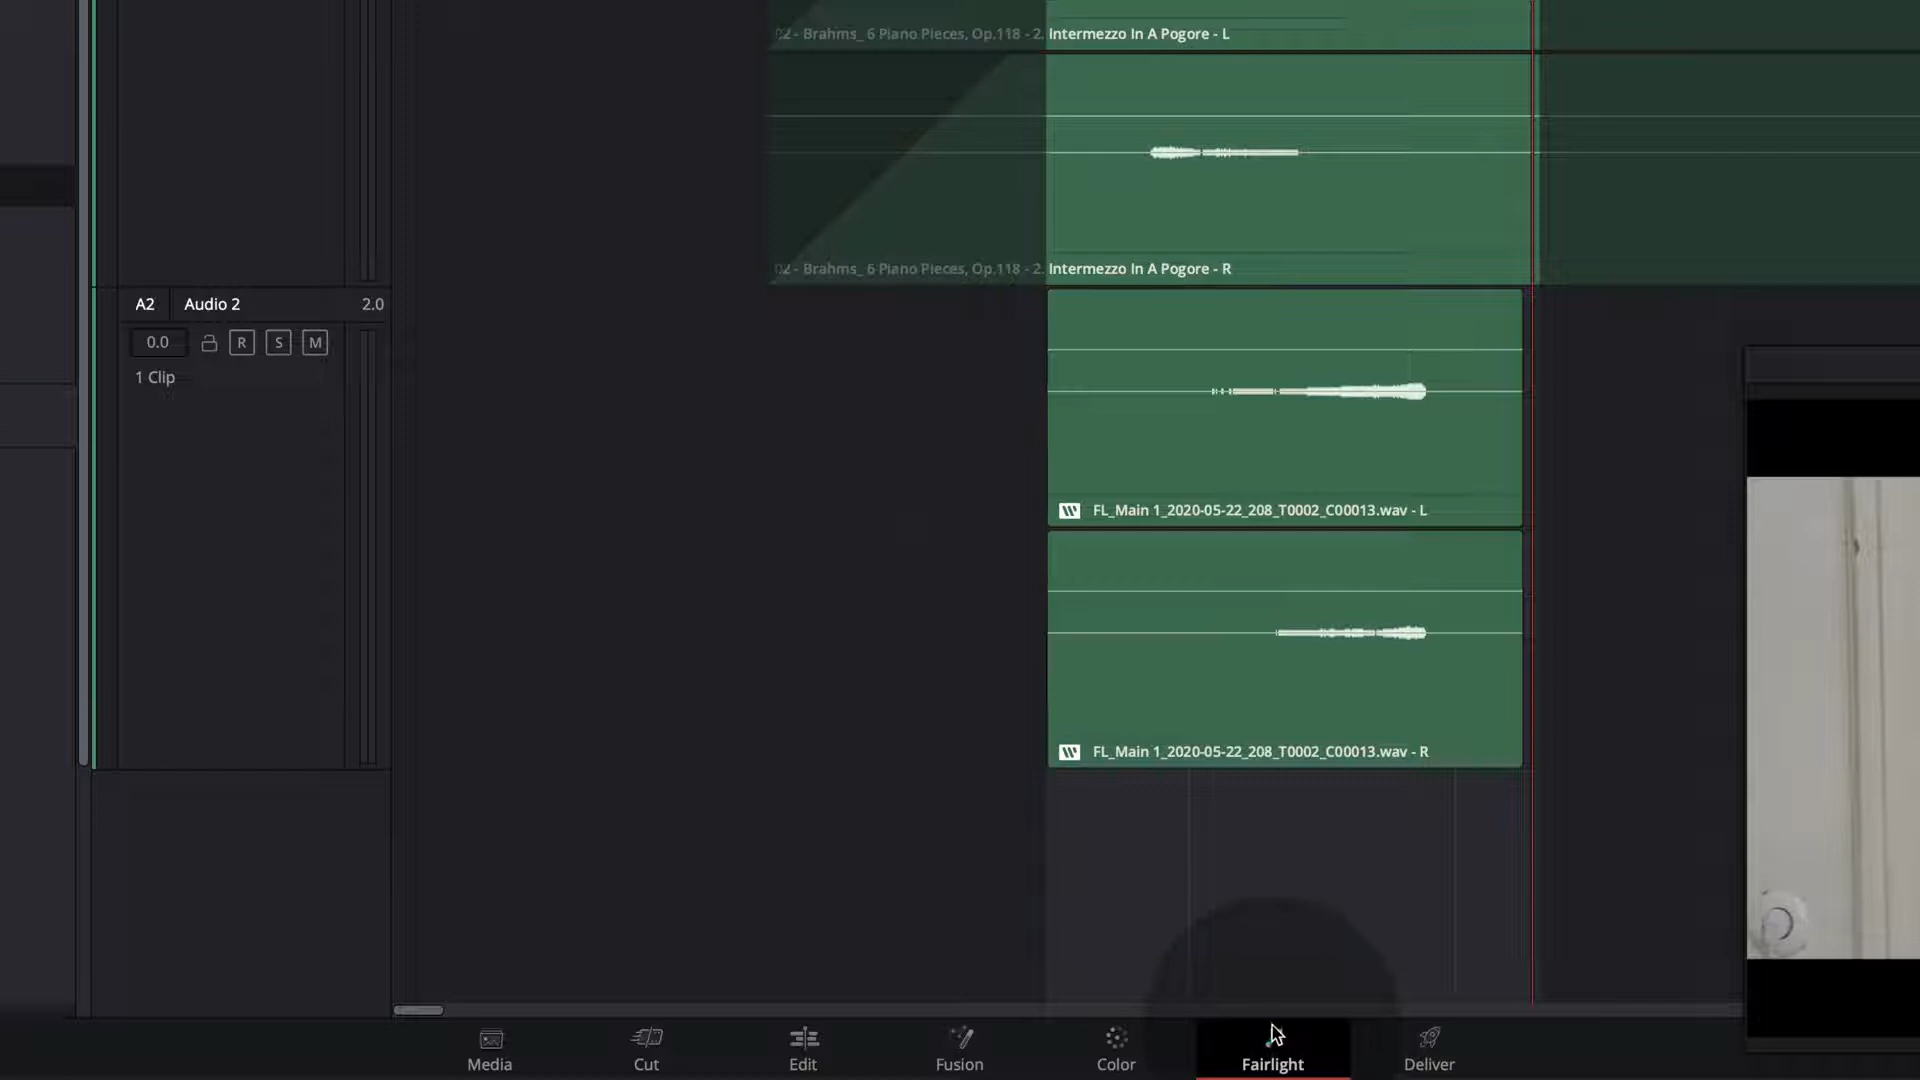 02 - Brahms_ 6 Piano Pieces, Op.118 - 2. Intermezzo In A Pogore - L
02 - Brahms_ 6 Piano Pieces, Op.118 - 2. Intermezzo In A Pogore - R
A2 Audio 2 2.0
0.0 R S M
1 Clip
FL_Main 1_2020-05-22_208_T0002_C00013.wav - L
FL_Main 1_2020-05-22_208_T0002_C00013.wav - R
Media Cut Edit Fusion Color Fairlight Deliver